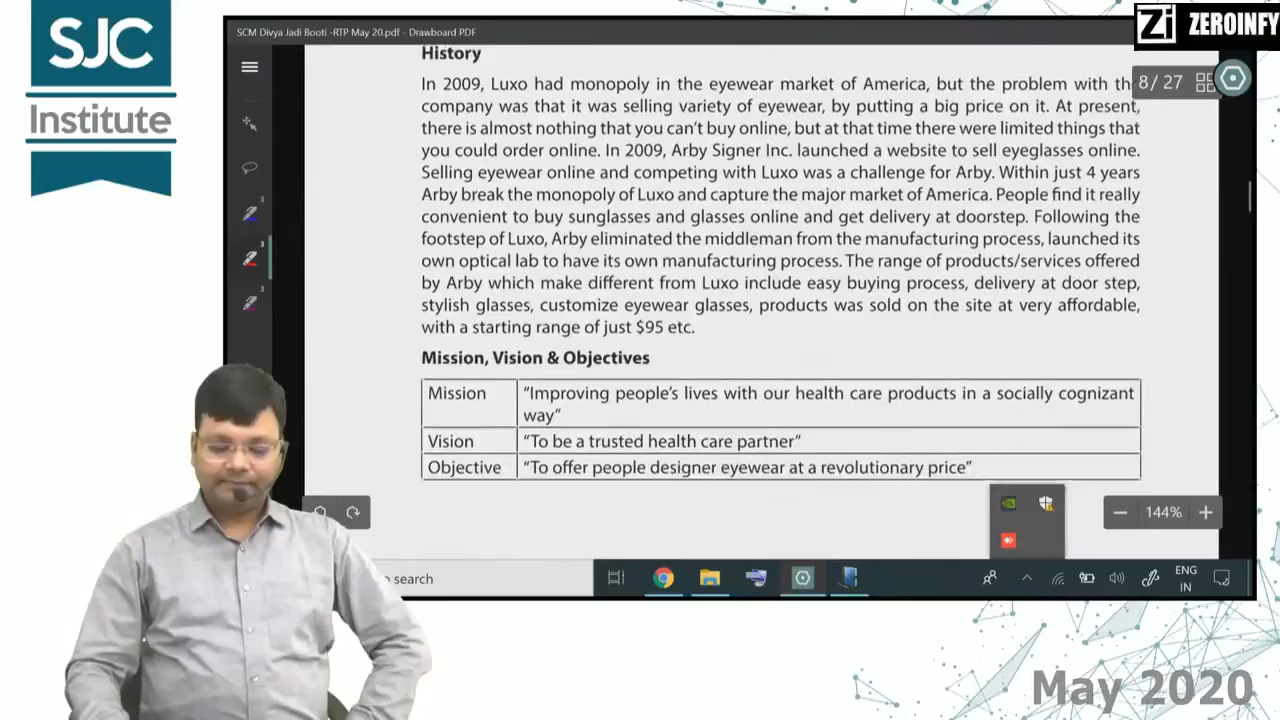 SJC
Institute
SCM Divya Jadi Booti -RTP May 20.pdf - Drawboard PDF
ZEROINFY
8 / 27
History
In 2009, Luxo had monopoly in the eyewear market of America, but the problem with the
company was that it was selling variety of eyewear, by putting a big price on it. At present,
there is almost nothing that you can't buy online, but at that time there were limited things that
you could order online. In 2009, Arby Signer Inc. launched a website to sell eyeglasses online.
Selling eyewear online and competing with Luxo was a challenge for Arby. Within just 4 years
Arby break the monopoly of Luxo and capture the major market of America. People find it really
convenient to buy sunglasses and glasses online and get delivery at doorstep. Following the
footstep of Luxo, Arby eliminated the middleman from the manufacturing process, launched its
own optical lab to have its own manufacturing process. The range of products/services offered
by Arby which make different from Luxo include easy buying process, delivery at door step,
stylish glasses, customize eyewear glasses, products was sold on the site at very affordable,
with a starting range of just $95 etc.
Mission, Vision & Objectives
Mission "Improving people's lives with our health care products in a socially cognizant
way"
Vision "To be a trusted health care partner"
Objective "To offer people designer eyewear at a revolutionary price"
144%
search
ENG
IN
May 2020